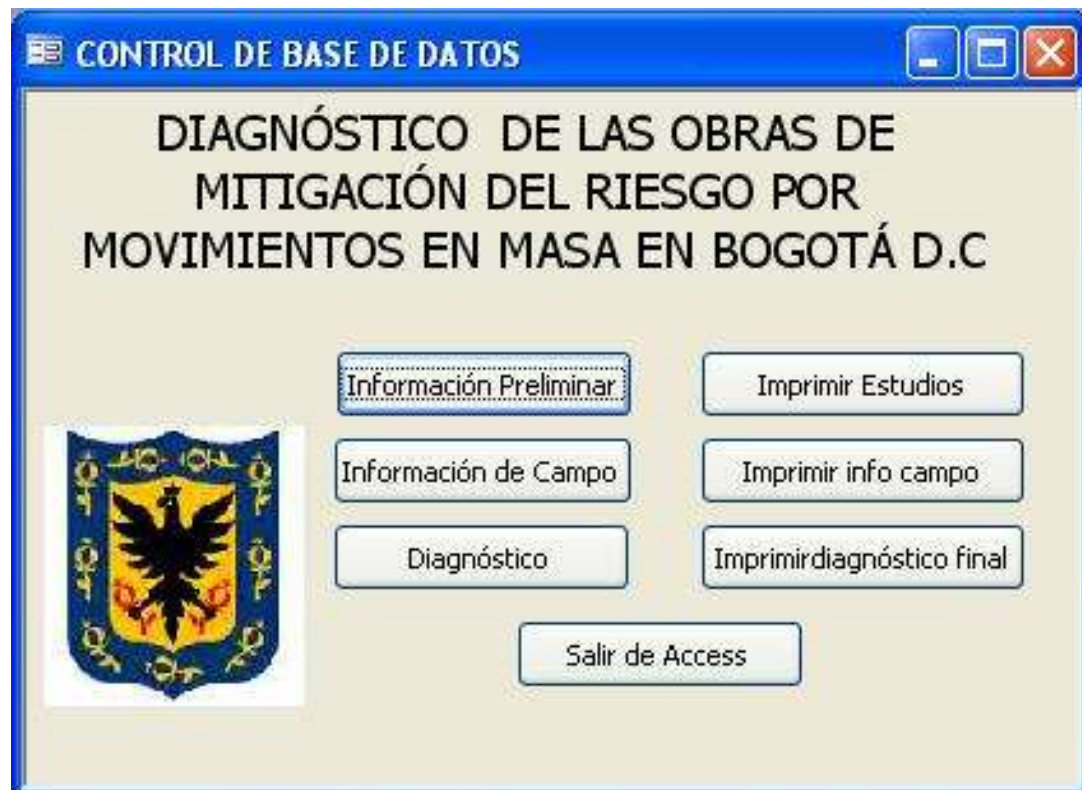 CONTROL DE BASE DE DATOS
DIAGNÓSTICO DE LAS OBRAS DE
MITIGACIÓN DEL RIESGO POR
MOVIMIENTOS EN MASA EN BOGOTÁ D.C
Información Preliminar
Imprimir Estudios
Información de Campo
Imprimir info campo
Diagnóstico
Imprimirdiagnóstico final
Salir de Access